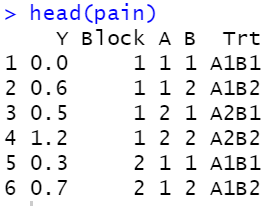 > head(pain)
Y Block A B Trt
1 0.0 1 1 1 A1B1
2 0.6 1 1 2 A1B2
3 0.5 1 2 1 A2B1
4 1.2 1 2 2 A2B2
5 0.3 2 1 1 A1B1
6 0.7 2 1 2 A1B2